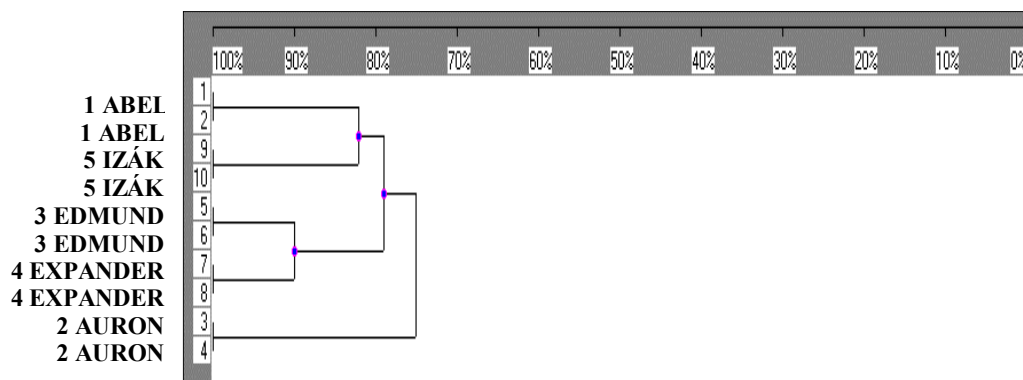 100% 90% 80% 70% 60% 50% 40% 30% 20% 10% 0%
1 ABEL
1 ABEL
5 IZÁK
5 IZÁK
3 EDMUND
3 EDMUND
4 EXPANDER
4 EXPANDER
2 AURON
2 AURON
1
2
9
10
5
6
7
8
3
4